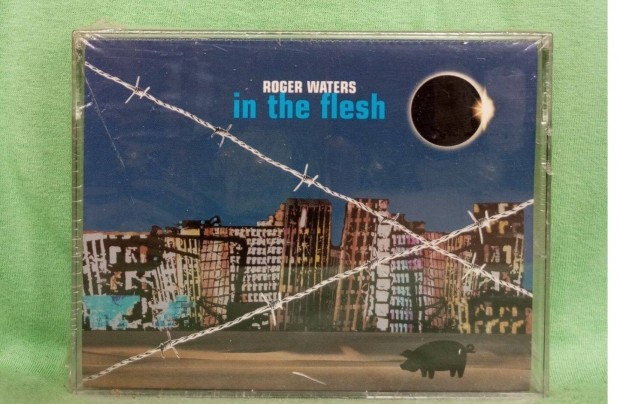 ROGER WATERS
in the flesh